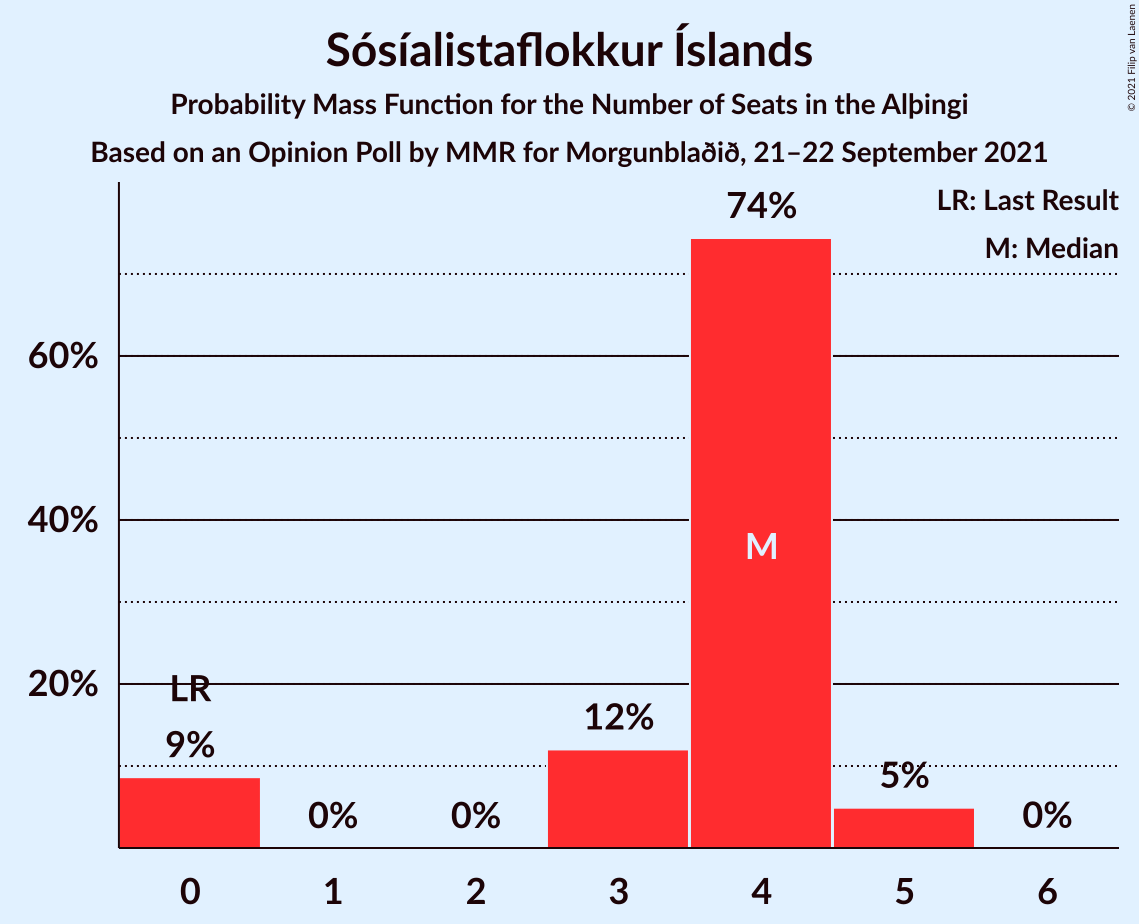 Sósíalistaflokkur Íslands
Probability Mass Function for the Number of Seats in the Alþingi
Based on an Opinion Poll by MMR for Morgunblaðið, 21–22 September 2021
© 2021 Filip van Laenen
LR: Last Result
M: Median
74%
60%
40%
M
20%
LR
9%
0%
0%
12%
5%
0%
0 1 2 3 4 5 6